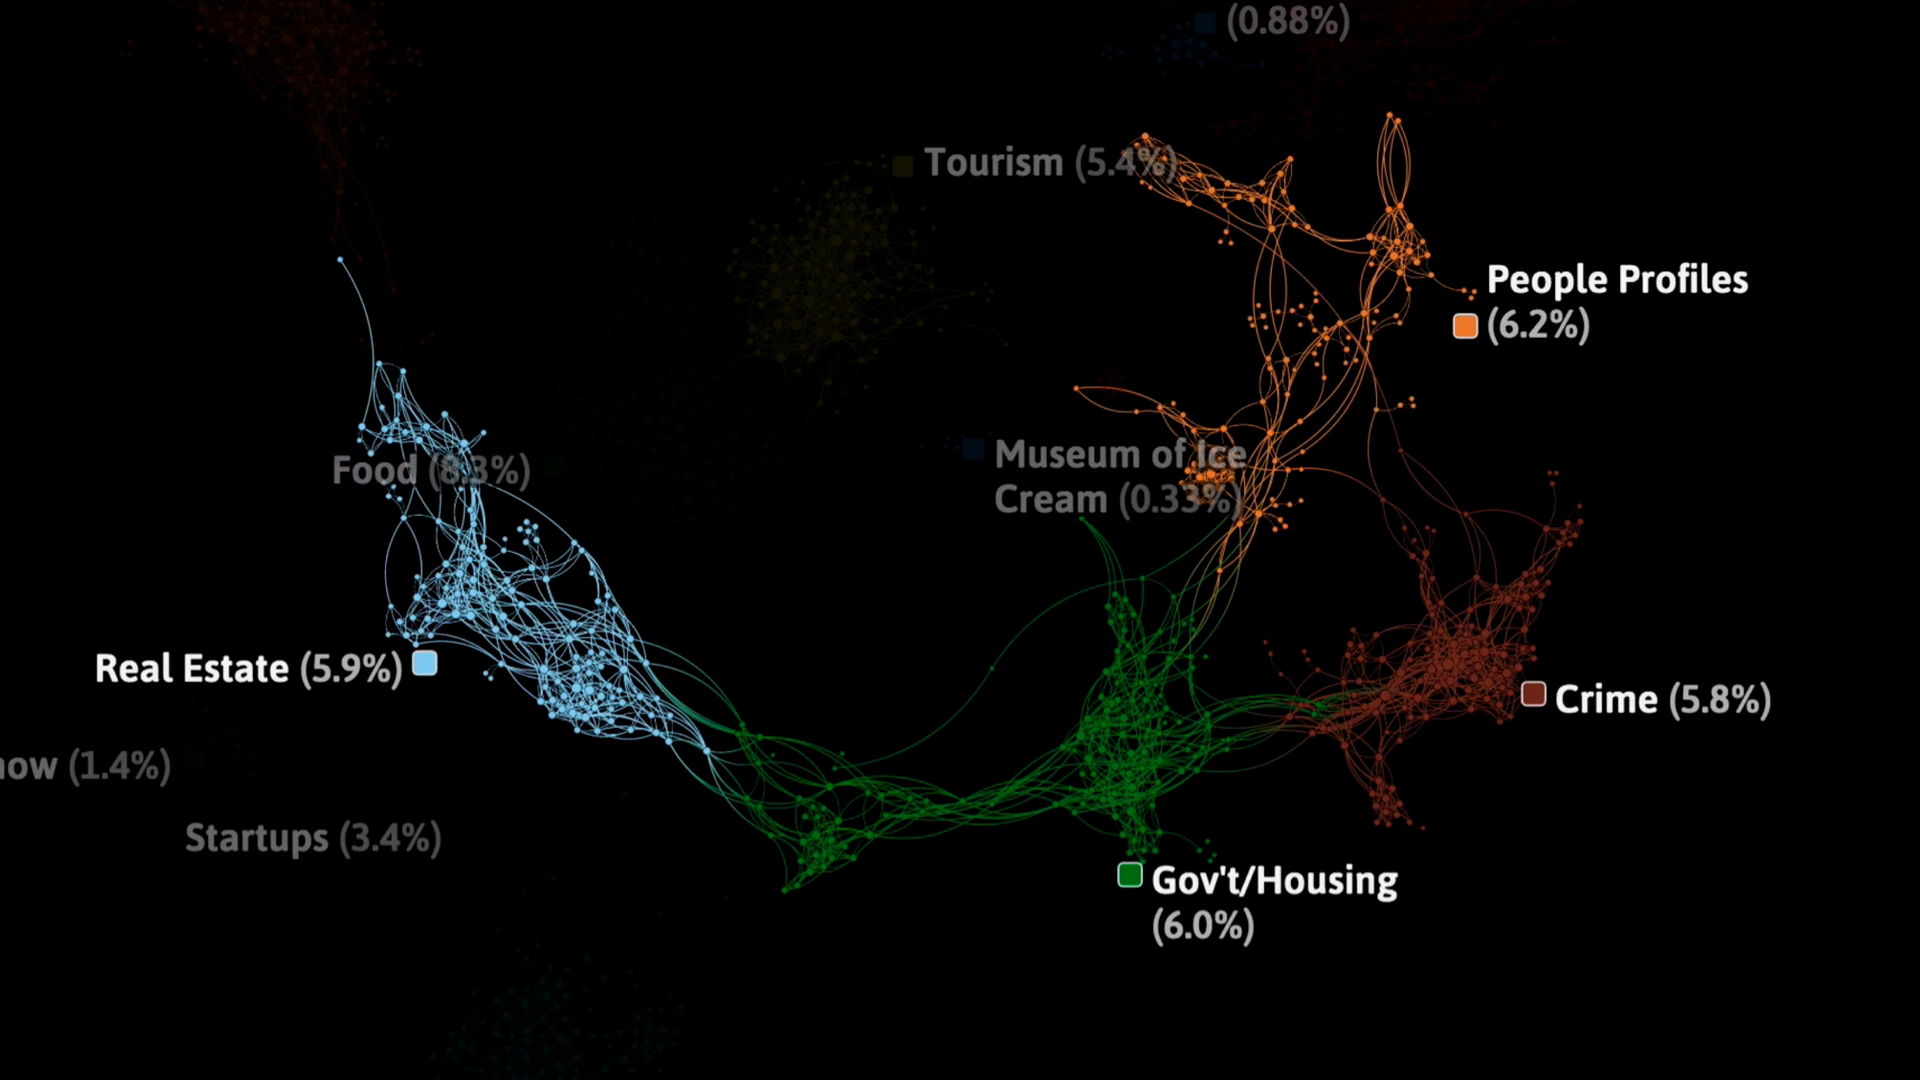 (0.88%)
Tourism (5.4%)
People Profiles
(6.2%)
Museum of Ice
Cream (0.33%)
Food (8.3%)
Real Estate (5.9%)
Crime (5.8%)
(1.4%)
Startups (3.4%)
Gov't/Housing
(6.0%)